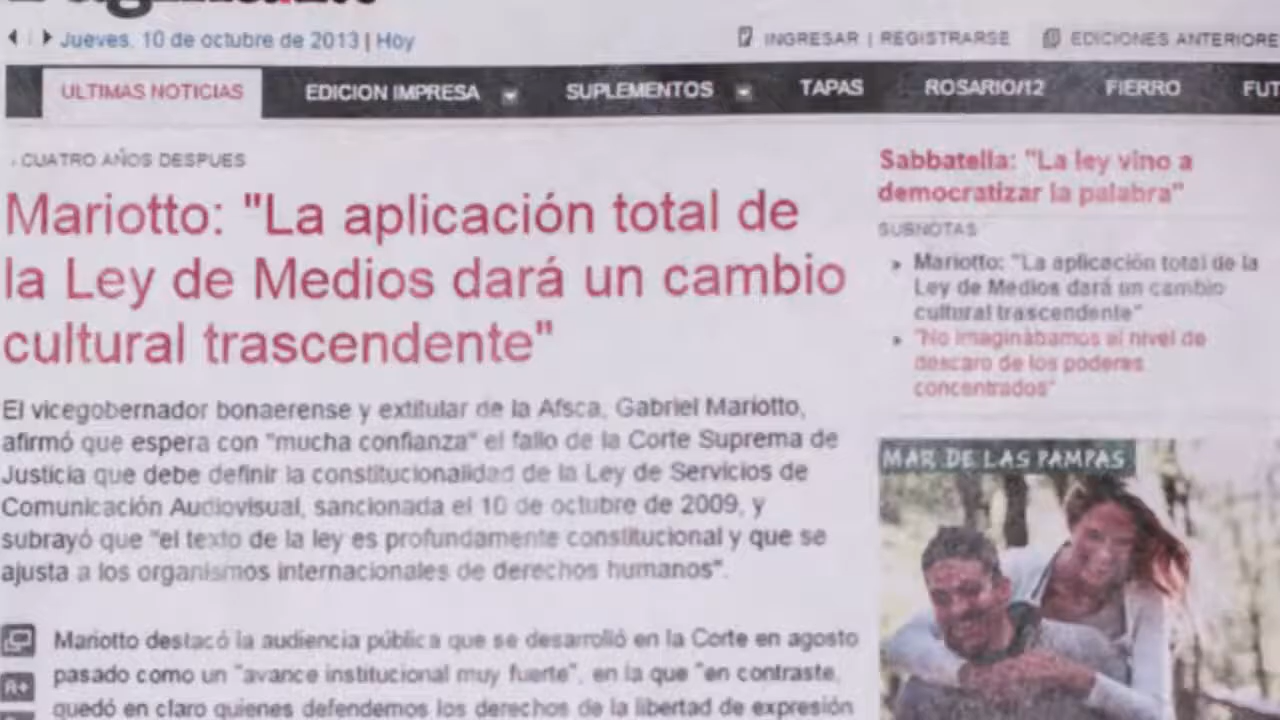 Jueves, 10 de octubre de 2013 | Hoy
INGRESAR | REGISTRARSE
EDICIONES ANTERIORE
ULTIMAS NOTICIAS
EDICION IMPRESA
SUPLEMENTOS
TAPAS
ROSARIO/12
FIERRO
FUT
CUATRO AÑOS DESPUES
Mariotto: "La aplicación total de
la Ley de Medios dará un cambio
cultural trascendente"
El vicegobernador bonaerense y extitular de la Afsca, Gabriel Mariotto,
afirmó que espera con "mucha confianza" el fallo de la Corte Suprema de
Justicia que debe definir la constitucionalidad de la Ley de Servicios de
Comunicación Audiovisual, sancionada el 10 de octubre de 2009, y
subrayó que "el texto de la ley es profundamente constitucional y que se
ajusta a los organismos internacionales de derechos humanos".
Mariotto destacó la audiencia pública que se desarrolló en la Corte en agosto
pasado como un "avance institucional muy fuerte", en la que "en contraste,
quedó en claro quienes defendemos los derechos de la libertad de expresión
A+
Sabbatella: "La ley vino a
democratizar la palabra"
SUBNOTAS
Mariotto: "La aplicación total de la
Ley de Medios dará un cambio
cultural trascendente"
"No imaginábamos el nivel de
descaro de los poderes
concentrados"
MAR DE LAS PAMPAS